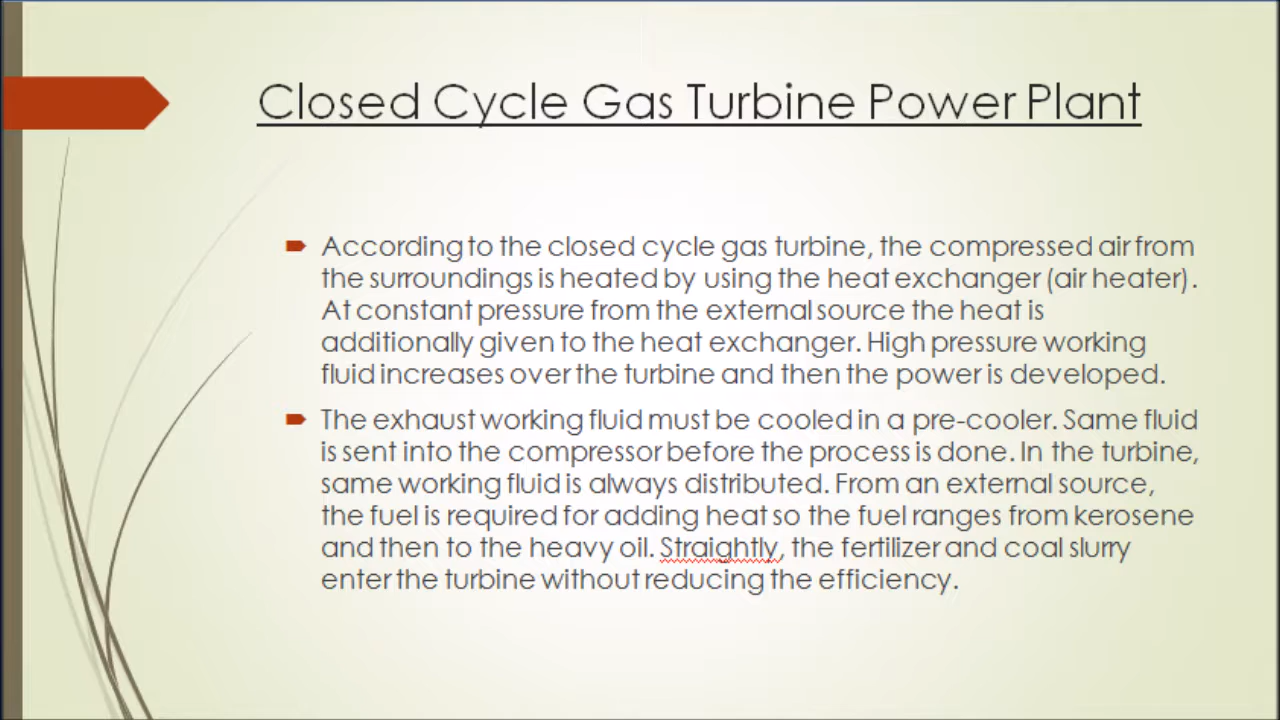 Closed Cycle Gas Turbine Power Plant
According to the closed cycle gas turbine, the compressed air from
the surroundings is heated by using the heat exchanger (air heater).
At constant pressure from the external source the heat is
additionally given to the heat exchanger. High pressure working
fluid increases over the turbine and then the power is developed.
The exhaust working fluid must be cooled in a pre-cooler. Same fluid
is sent into the compressor before the process is done. In the turbine,
same working fluid is always distributed. From an external source,
the fuel is required for adding heat so the fuel ranges from kerosene
and then to the heavy oil. Straightly, the fertilizer and coal slurry
enter the turbine without reducing the efficiency.